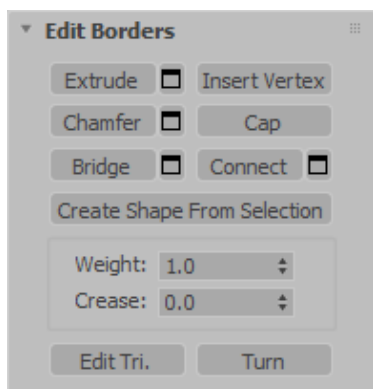 Edit Borders
Extrude Insert Vertex
Chamfer Cap
Bridge Connect
Create Shape From Selection
Weight: 1.0
Crease: 0.0
Edit Tri. Turn